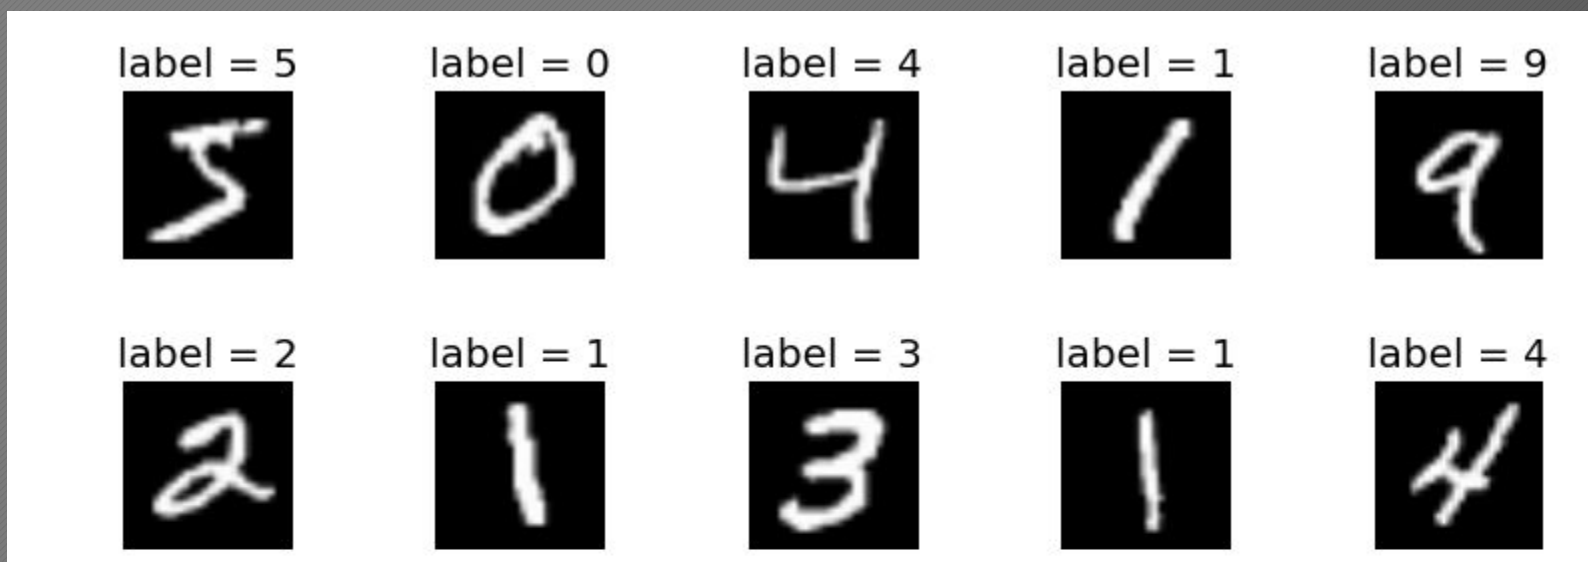 label = 5 label = 0 label = 4 label = 1 label = 9
5 0 4 1 9
label = 2 label = 1 label = 3 label = 1 label = 4
2 1 3 1 4